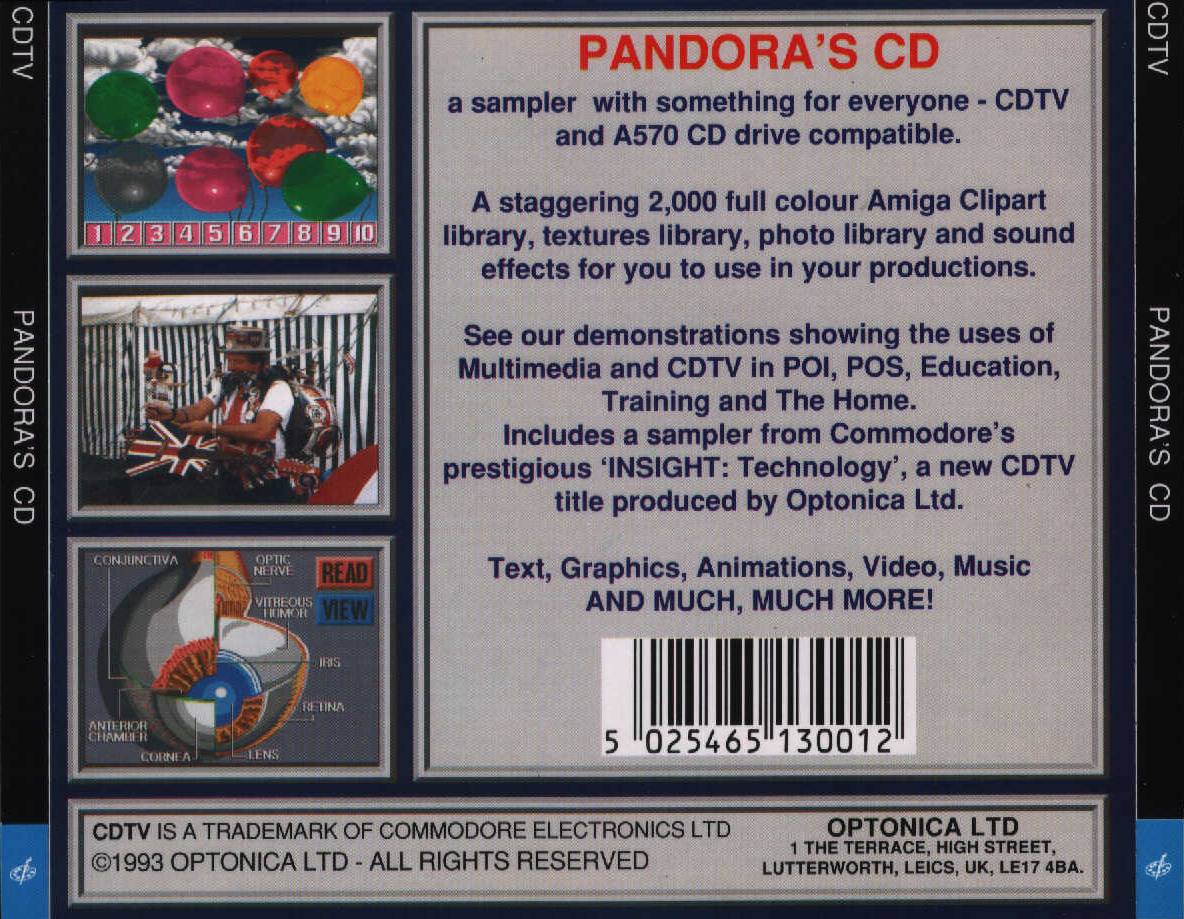 CDTV
PANDORA'S CD
1 2 3 4 5 6 7 8 9 10
CONJUNCTIVA
OPTIC
NERVE
READ
VITREOUS
HUMOR
VIEW
IRIS
RETINA
ANTERIOR
CHAMBER
CORNEA
LENS
PANDORA'S CD
a sampler with something for everyone - CDTV
and A570 CD drive compatible.
A staggering 2,000 full colour Amiga Clipart
library, textures library, photo library and sound
effects for you to use in your productions.
See our demonstrations showing the uses of
Multimedia and CDTV in POI, POS, Education,
Training and The Home.
Includes a sampler from Commodore's
prestigious 'INSIGHT: Technology', a new CDTV
title produced by Optonica Ltd.
Text, Graphics, Animations, Video, Music
AND MUCH, MUCH MORE!
5 025465 130012
CDTV IS A TRADEMARK OF COMMODORE ELECTRONICS LTD
©1993 OPTONICA LTD - ALL RIGHTS RESERVED
OPTONICA LTD
1 THE TERRACE, HIGH STREET,
LUTTERWORTH, LEICS, UK, LE17 4BA.
CDTV
PANDORA'S CD